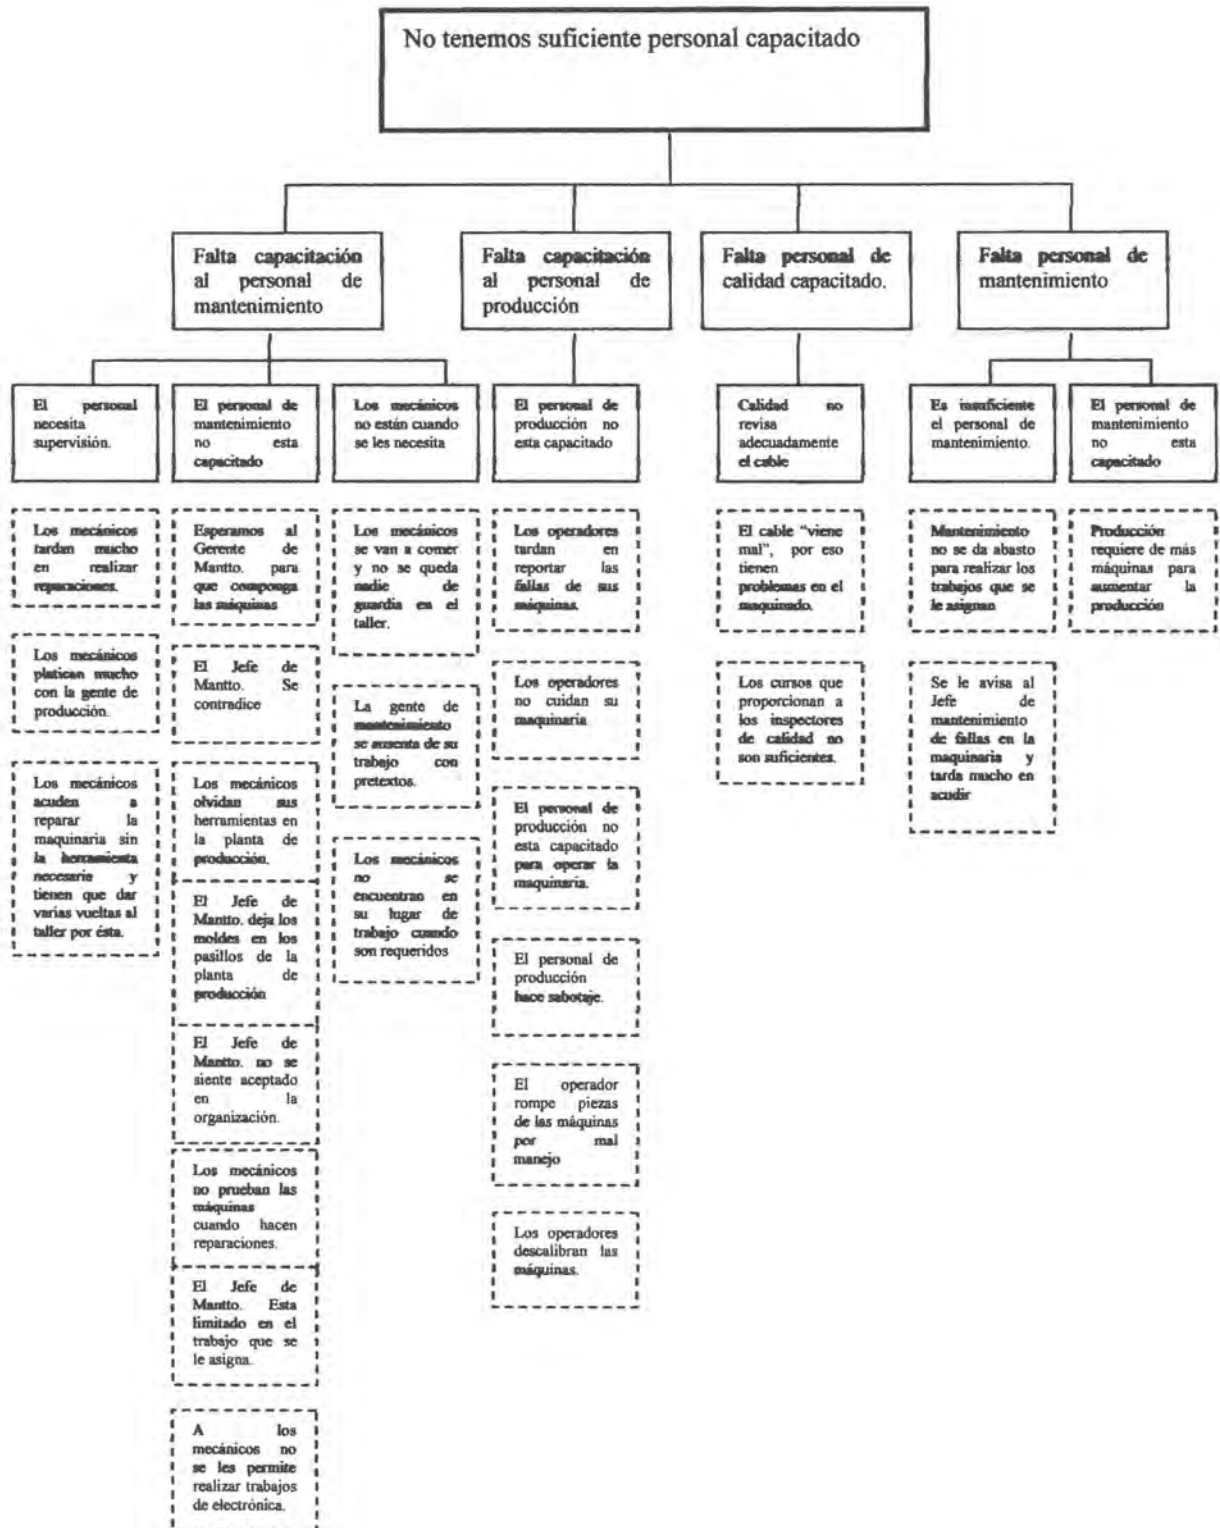 No tenemos suficiente personal capacitado
Falta capacitación
al personal de
mantenimiento
Falta capacitación
al personal de
producción
Falta personal de
calidad capacitado.
Falta personal de
mantenimiento
El personal
necesita
supervisión.
El personal de
mantenimiento
no esta
capacitado
Los mecánicos
no están cuando
se les necesita
El personal de
producción no
esta capacitado
Calidad no
revisa
adecuadamente
el cable
Es insuficiente
el personal de
mantenimiento.
El personal de
mantenimiento
no esta
capacitado
Los mecánicos
tardan mucho
en realizar
reparaciones.
Los mecánicos
platican mucho
con la gente de
producción.
Los mecánicos
acuden a
reparar la
maquinaria sin
la herramienta
necesaria y
tienen que dar
varias vueltas al
taller por ésta.
Esperamos al
Gerente de
Mantto. para
que componga
las máquinas
El Jefe de
Mantto. Se
contradice
Los mecánicos
olvidan sus
herramientas en
la planta de
producción.
El Jefe de
Mantto. deja los
moldes en los
pasillos de la
planta de
producción
El Jefe de
Mantto. no se
siente aceptado
en la
organización.
Los mecánicos
no prueban las
máquinas
cuando hacen
reparaciones.
El Jefe de
Mantto. Esta
limitado en el
trabajo que se
le asigna.
A los
mecánicos no
se les permite
realizar trabajos
de electrónica.
Los mecánicos
se van a comer
y no se queda
nadie de
guardia en el
taller.
La gente de
mantenimiento
se ausenta de su
trabajo con
pretextos.
Los mecánicos
no se
encuentran en
su lugar de
trabajo cuando
son requeridos
Los operadores
tardan en
reportar las
fallas de sus
máquinas.
Los operadores
no cuidan su
maquinaria.
El personal de
producción no
esta capacitado
para operar la
maquinaria.
El personal de
producción
hace sabotaje.
El operador
rompe piezas
de las máquinas
por mal
manejo
Los operadores
descalibran las
máquinas.
El cable "viene
mal", por eso
tienen
problemas en el
maquinado.
Los cursos que
proporcionan a
los inspectores
de calidad no
son suficientes.
Mantenimiento
no se da abasto
para realizar los
trabajos que se
le asignan
Se le avisa al
Jefe de
mantenimiento
de fallas en la
maquinaria y
tarda mucho en
acudir
Producción
requiere de más
máquinas para
aumentar la
producción